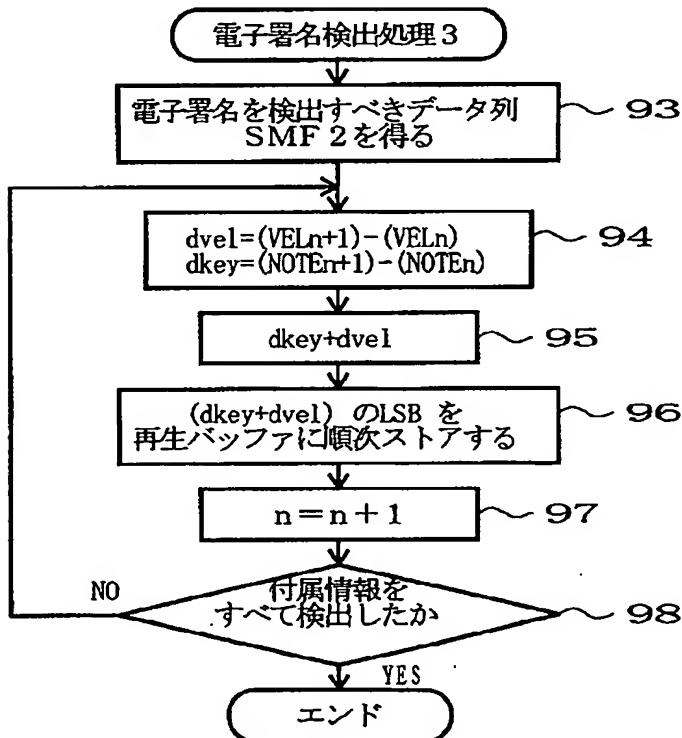 電子署名検出処理3
電子署名を検出すべきデータ列
SMF2を得る
93
dvel=(VELn+1)-(VELn)
dkey=(NOTEn+1)-(NOTEn)
94
dkey+dvel
95
(dkey+dvel) のLSB を
再生バッファに順次ストアする
96
n=n+1
97
付属情報を
すべて検出したか
98
NO
YES
エンド